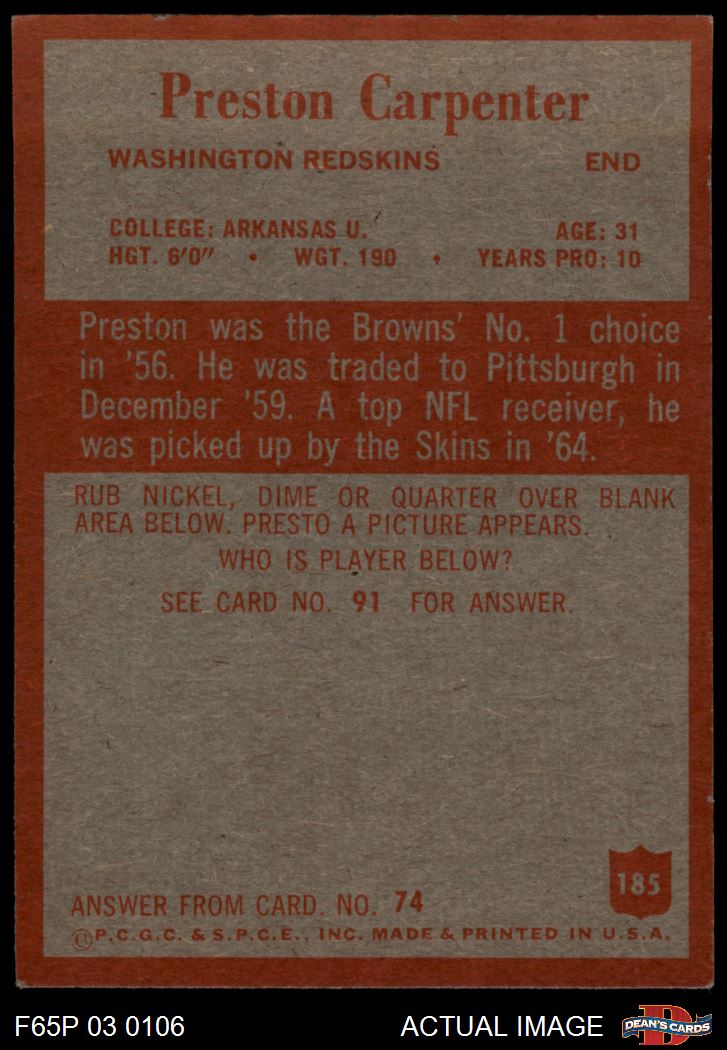 Preston Carpenter
WASHINGTON REDSKINS END
COLLEGE: ARKANSAS U. AGE: 31
HGT. 6'0" • WGT. 190 • YEARS PRO: 10
Preston was the Browns' No. 1 choice
in '56. He was traded to Pittsburgh in
December '59. A top NFL receiver, he
was picked up by the Skins in '64.
RUB NICKEL, DIME OR QUARTER OVER BLANK
AREA BELOW. PRESTO A PICTURE APPEARS.
WHO IS PLAYER BELOW?
SEE CARD NO. 91 FOR ANSWER.
185
ANSWER FROM CARD. NO. 74
©P.C.G.C. & S.P.C.E., INC. MADE & PRINTED IN U.S.A.
F65P 03 0106 ACTUAL IMAGE D DEAN'S CARDS